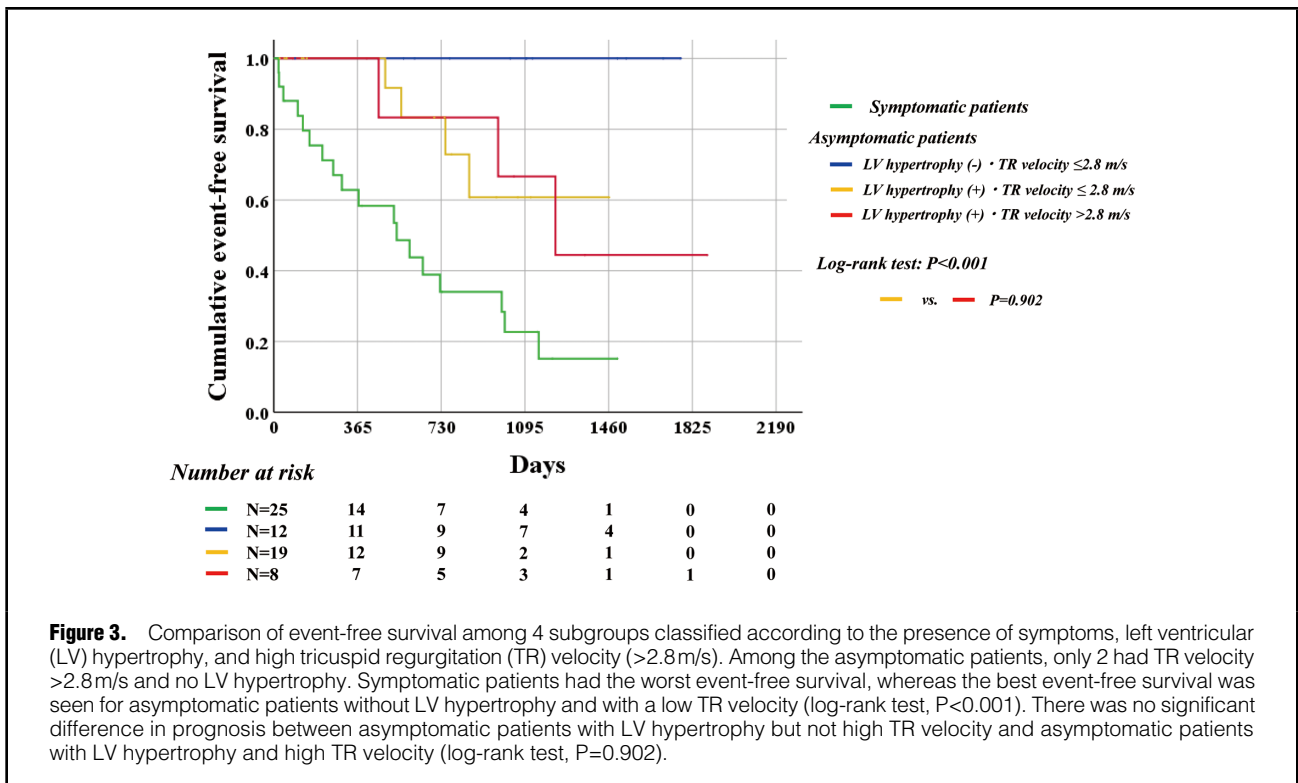 Cumulative event-free survival
1.0
0.8
0.6
0.4
0.2
0.0
0 365 730 1095 1460 1825 2190
Days
Symptomatic patients
Asymptomatic patients
LV hypertrophy (-)・TR velocity ≤2.8 m/s
LV hypertrophy (+)・TR velocity ≤ 2.8 m/s
LV hypertrophy (+)・TR velocity >2.8 m/s
Log-rank test: P<0.001
vs. P=0.902
Number at risk
N=25 14 7 4 1 0 0
N=12 11 9 7 4 0 0
N=19 12 9 2 1 0 0
N=8 7 5 3 1 1 0
Figure 3. Comparison of event-free survival among 4 subgroups classified according to the presence of symptoms, left ventricular
(LV) hypertrophy, and high tricuspid regurgitation (TR) velocity (>2.8 m/s). Among the asymptomatic patients, only 2 had TR velocity
>2.8 m/s and no LV hypertrophy. Symptomatic patients had the worst event-free survival, whereas the best event-free survival was
seen for asymptomatic patients without LV hypertrophy and with a low TR velocity (log-rank test, P<0.001). There was no significant
difference in prognosis between asymptomatic patients with LV hypertrophy but not high TR velocity and asymptomatic patients
with LV hypertrophy and high TR velocity (log-rank test, P=0.902).